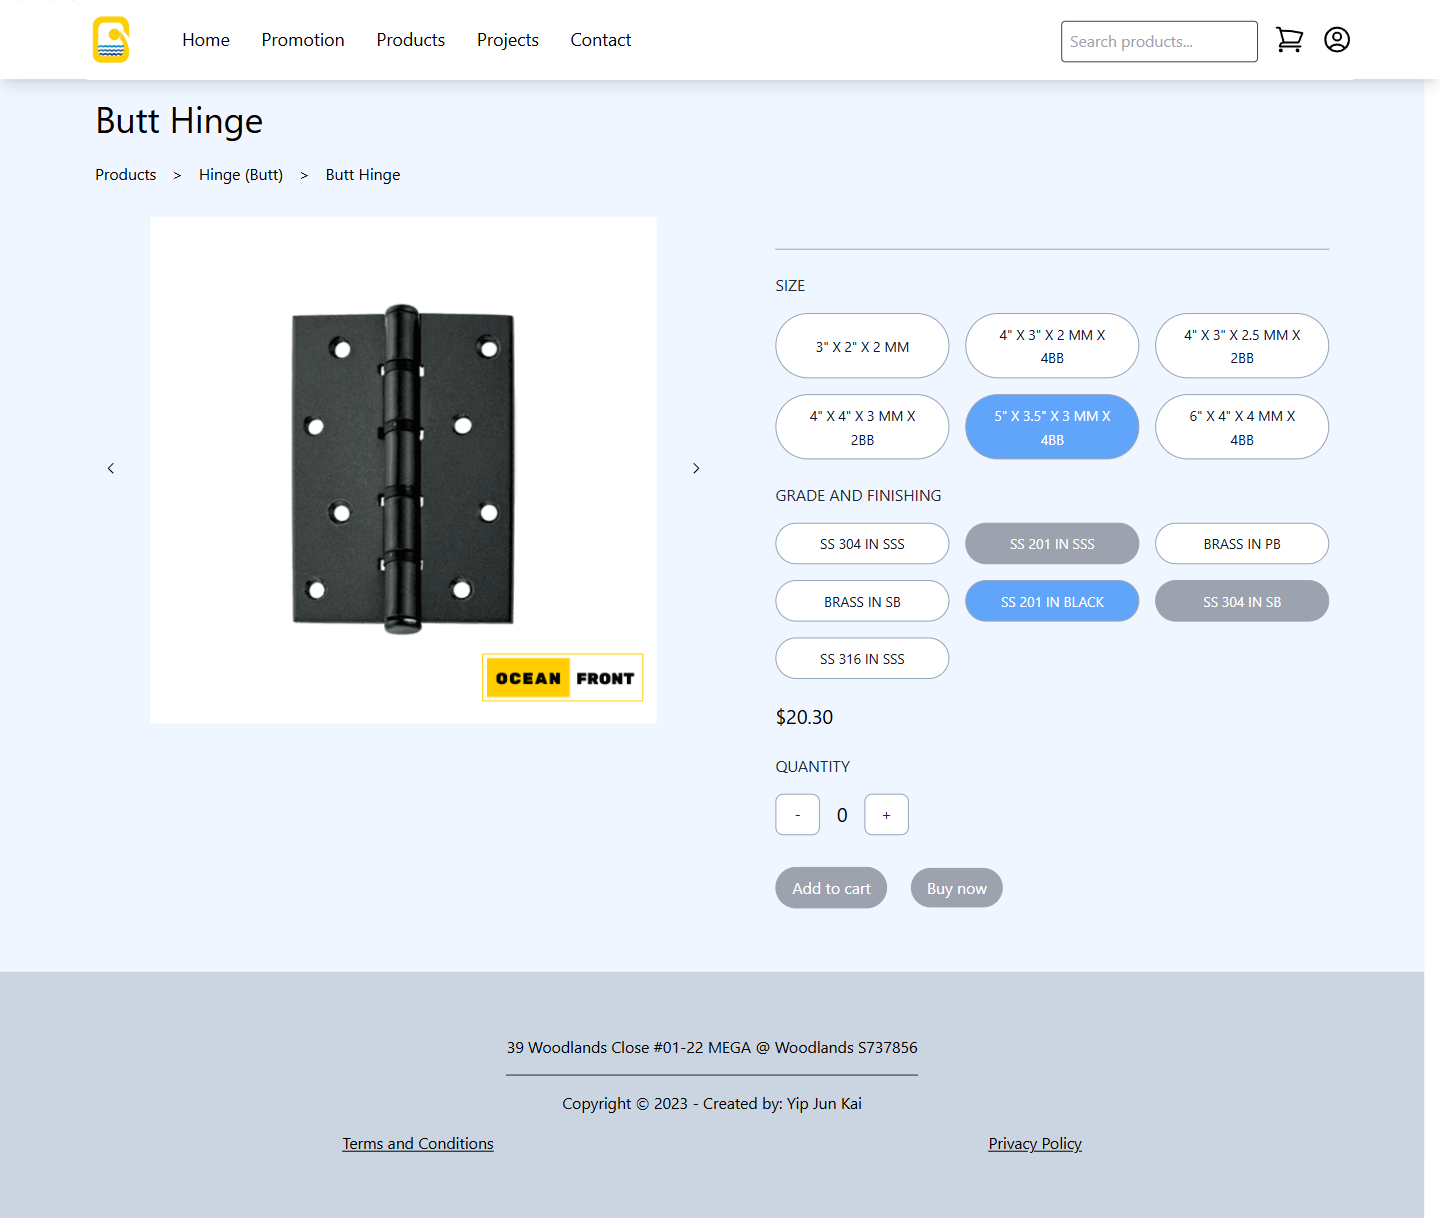 Home Promotion Products Projects Contact Search products...
Butt Hinge
Products > Hinge (Butt) > Butt Hinge
SIZE
3" X 2" X 2 MM
4" X 3" X 2 MM X
4BB
4" X 3" X 2.5 MM X
2BB
4" X 4" X 3 MM X
2BB
5" X 3.5" X 3 MM X
4BB
6" X 4" X 4 MM X
4BB
GRADE AND FINISHING
SS 304 IN SSS
SS 201 IN SSS
BRASS IN PB
BRASS IN SB
SS 201 IN BLACK
SS 304 IN SB
SS 316 IN SSS
OCEAN FRONT
$20.30
QUANTITY
- 0 +
Add to cart
Buy now
39 Woodlands Close #01-22 MEGA @ Woodlands S737856
Copyright © 2023 - Created by: Yip Jun Kai
Terms and Conditions
Privacy Policy